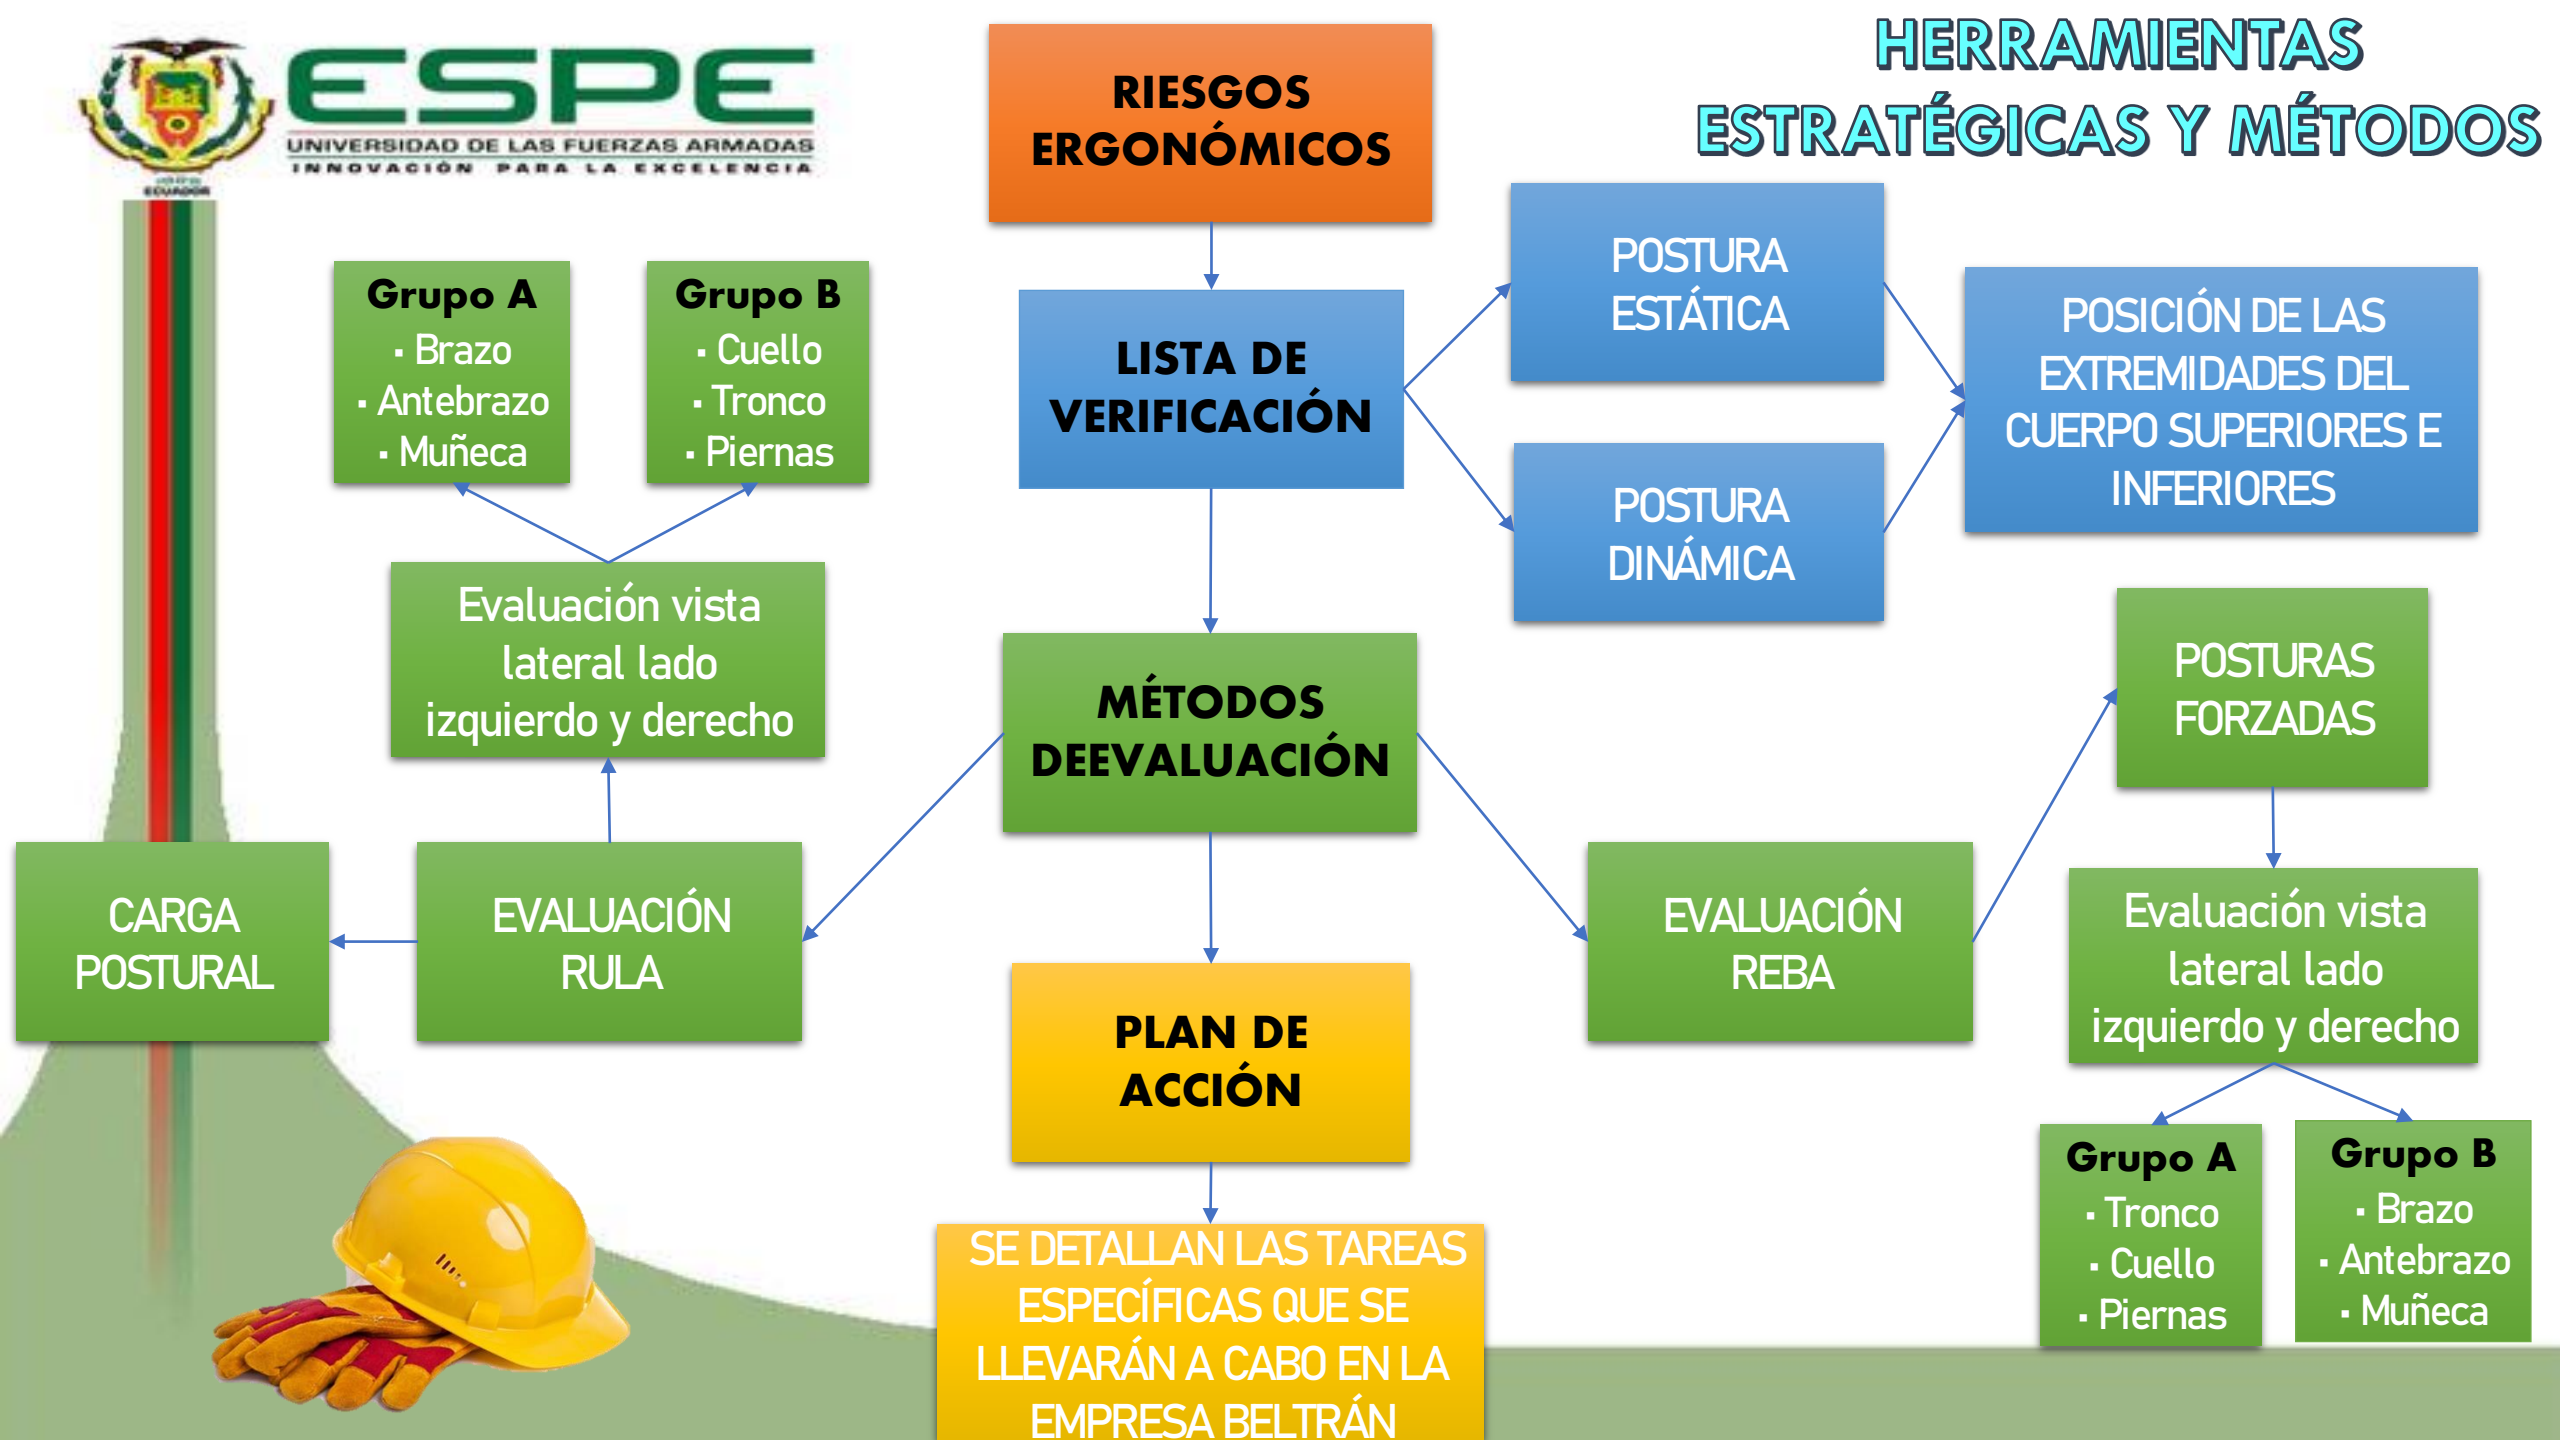 ESPE
UNIVERSIDAD DE LAS FUERZAS ARMADAS
INNOVACIÓN PARA LA EXCELENCIA
ECUADOR
HERRAMIENTAS
ESTRATÉGICAS Y MÉTODOS
RIESGOS
ERGONÓMICOS
LISTA DE
VERIFICACIÓN
POSTURA
ESTÁTICA
POSTURA
DINÁMICA
POSICIÓN DE LAS
EXTREMIDADES DEL
CUERPO SUPERIORES E
INFERIORES
Grupo A
▪ Brazo
▪ Antebrazo
▪ Muñeca
Grupo B
▪ Cuello
▪ Tronco
▪ Piernas
Evaluación vista
lateral lado
izquierdo y derecho
MÉTODOS
DEEVALUACIÓN
CARGA
POSTURAL
EVALUACIÓN
RULA
EVALUACIÓN
REBA
POSTURAS
FORZADAS
Evaluación vista
lateral lado
izquierdo y derecho
Grupo A
▪ Tronco
▪ Cuello
▪ Piernas
Grupo B
▪ Brazo
▪ Antebrazo
▪ Muñeca
PLAN DE
ACCIÓN
SE DETALLAN LAS TAREAS
ESPECÍFICAS QUE SE
LLEVARÁN A CABO EN LA
EMPRESA BELTRÁN